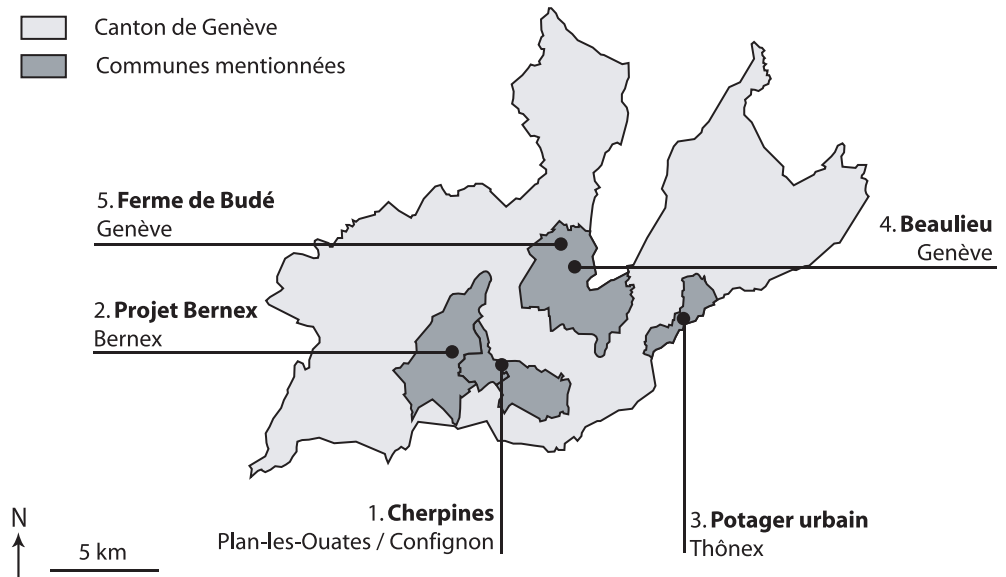 Canton de Genève
Communes mentionnées
5. Ferme de Budé
Genève
4. Beaulieu
Genève
2. Projet Bernex
Bernex
1. Cherpines
Plan-les-Ouates / Confignon
3. Potager urbain
Thônex
N
5 km